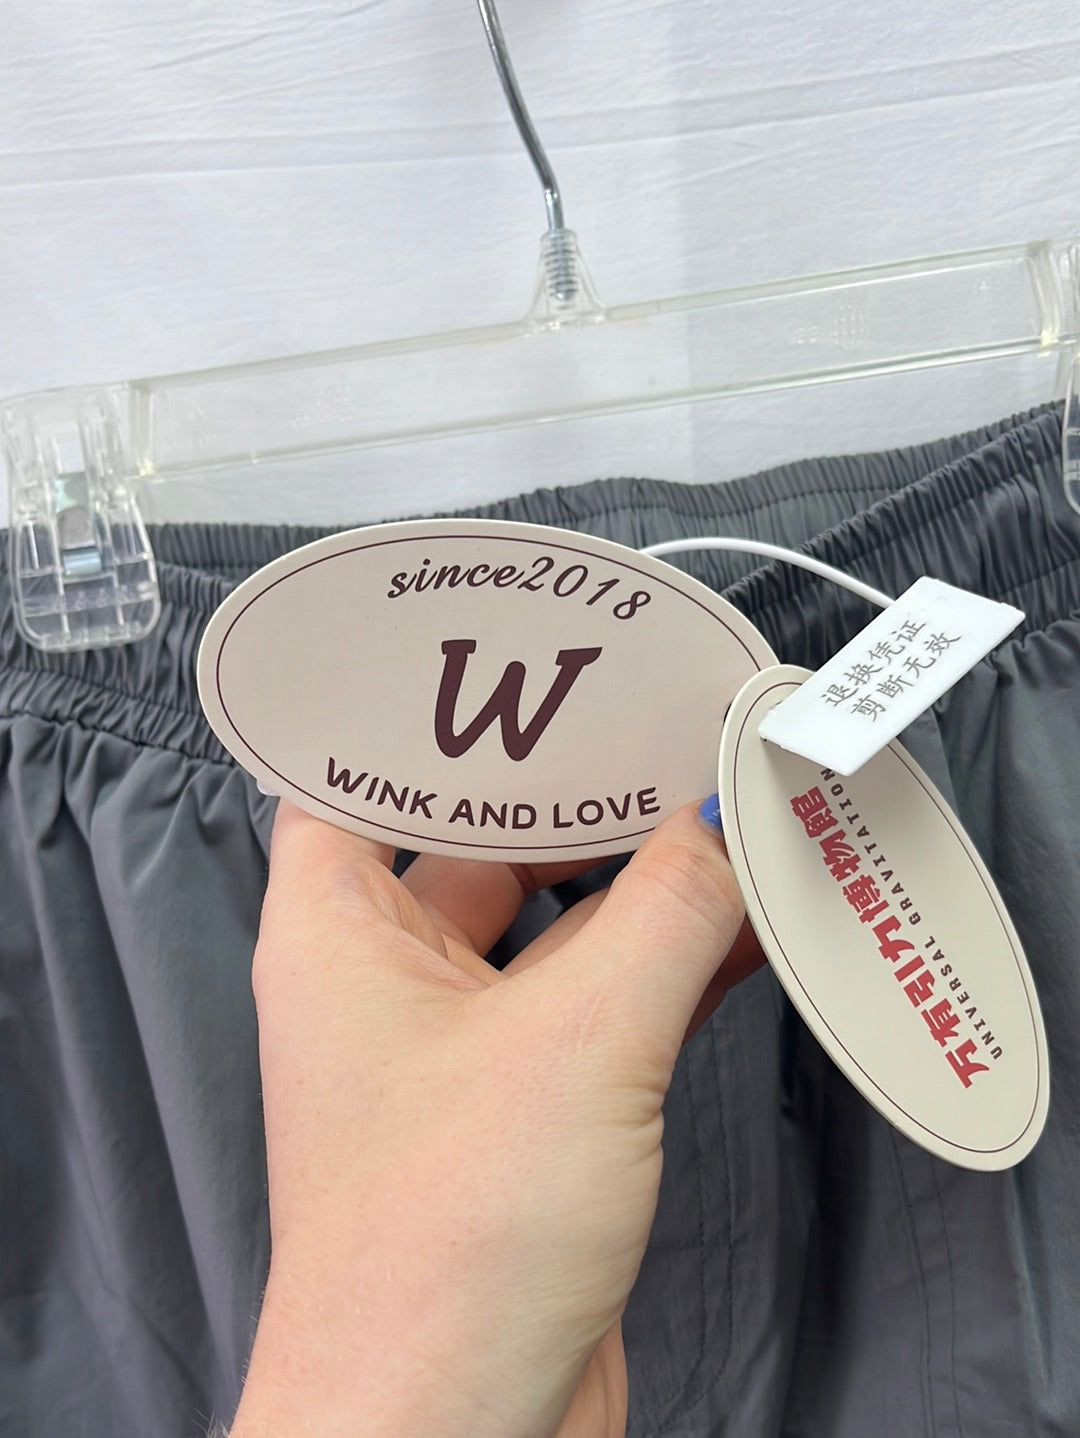 since2018
W
WINK AND LOVE
退换凭证
剪断无效
万有引力博物馆
UNIVERSAL GRAVITATION